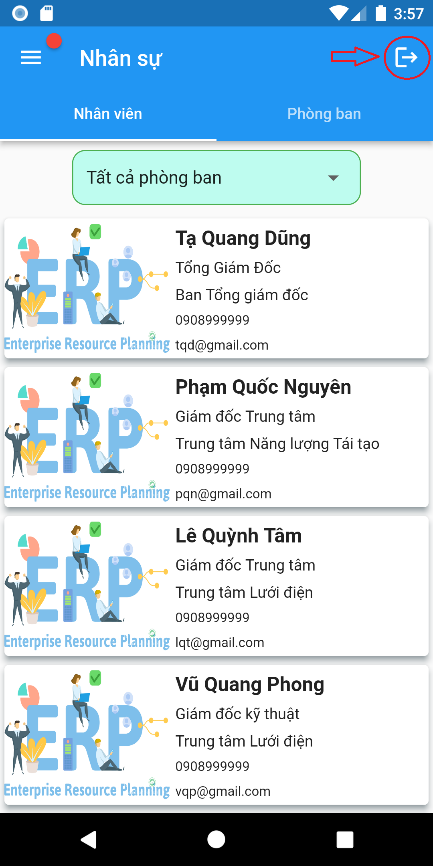 3:57
Nhân sự
Nhân viên
Phòng ban
Tất cả phòng ban
ERP
Enterprise Resource Planning
Tạ Quang Dũng
Tổng Giám Đốc
Ban Tổng giám đốc
0908999999
tqd@gmail.com
ERP
Enterprise Resource Planning
Phạm Quốc Nguyên
Giám đốc Trung tâm
Trung tâm Năng lượng Tái tạo
0908999999
pqn@gmail.com
ERP
Enterprise Resource Planning
Lê Quỳnh Tâm
Giám đốc Trung tâm
Trung tâm Lưới điện
0908999999
lqt@gmail.com
ERP
Enterprise Resource Planning
Vũ Quang Phong
Giám đốc kỹ thuật
Trung tâm Lưới điện
0908999999
vqp@gmail.com